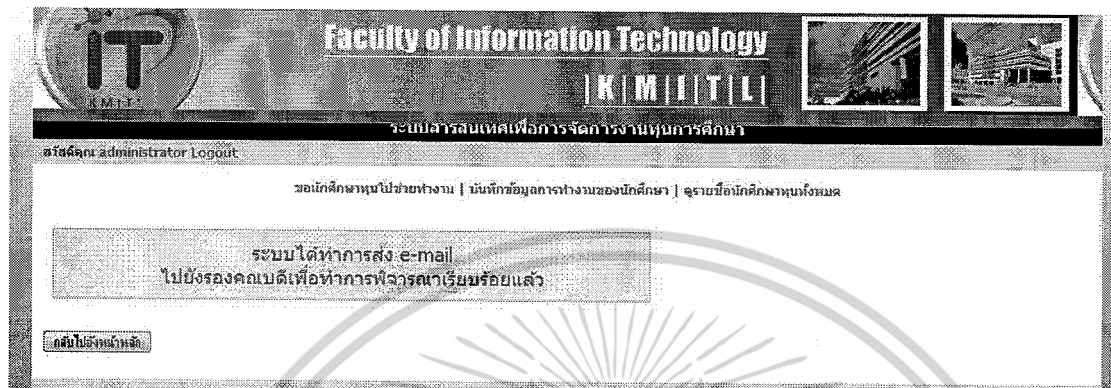 iT
KMIT
Faculty of Information Technology
|K|M|I|T|L|
ระบบสารสนเทศเพื่อการจัดการงานทุนการศึกษา
สวัสดีคุณ administrator Logout
ขอนักศึกษาทุนไปช่วยทำงาน | บันทึกข้อมูลการทำงานของนักศึกษา | ดูรายชื่อนักศึกษาทุนทั้งหมด
ระบบได้ทำการส่ง e-mail
ไปยังรองคณบดีเพื่อทำการพิจารณาเรียบร้อยแล้ว
กลับไปยังหน้าหลัก